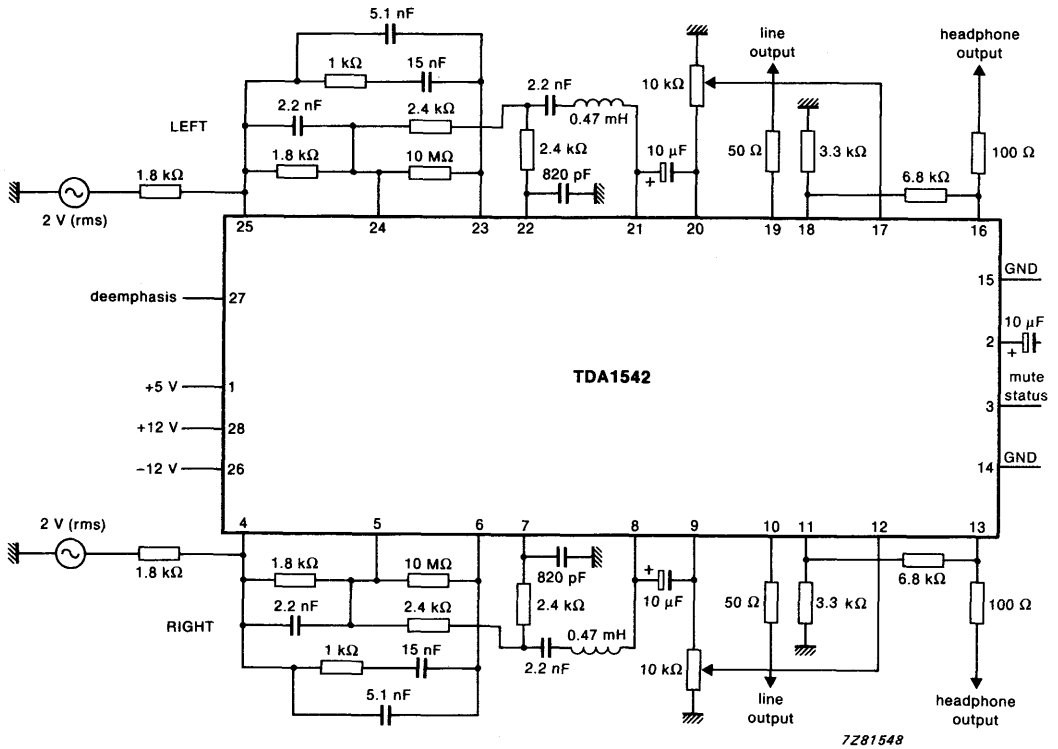 5.1 nF
1 kΩ 15 nF
2.2 nF
2.4 kΩ
LEFT
1.8 kΩ 10 MΩ
1.8 kΩ
2 V (rms)
2.2 nF
0.47 mH
2.4 kΩ
820 pF
10 μF
+
10 kΩ
line
output
50 Ω
3.3 kΩ
6.8 kΩ
headphone
output
100 Ω
25 24 23 22 21 20 19 18 17 16
deemphasis 27
+5 V 1
+12 V 28
−12 V 26
TDA1542
15 GND
10 μF
2
+
mute
status
3
14 GND
4 5 6 7 8 9 10 11 12 13
2 V (rms)
1.8 kΩ
1.8 kΩ 10 MΩ
2.2 nF
2.4 kΩ
RIGHT
1 kΩ 15 nF
5.1 nF
820 pF
2.4 kΩ
0.47 mH
2.2 nF
+
10 μF
10 kΩ
50 Ω
3.3 kΩ
6.8 kΩ
100 Ω
line
output
headphone
output
7Z81548